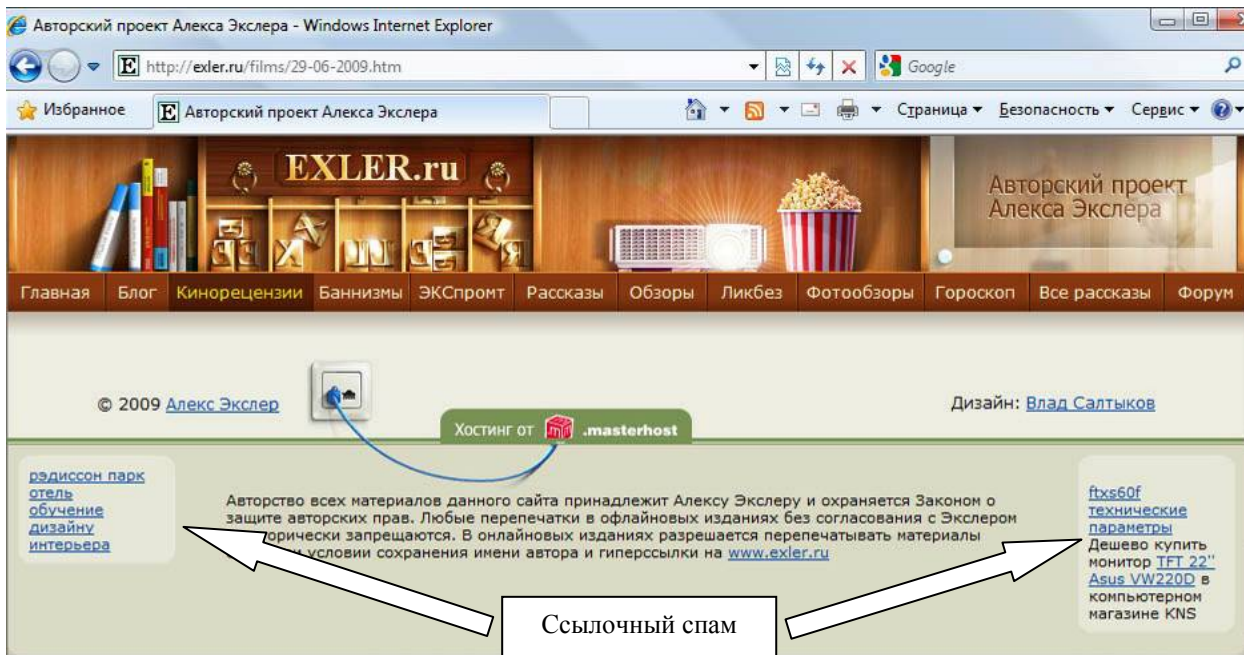 Авторский проект Алекса Экслера - Windows Internet Explorer
E http://exler.ru/films/29-06-2009.htm Google
Избранное E Авторский проект Алекса Экслера Страница Безопасность Сервис
EXLER.ru
Авторский проект
Алекса Экслера
Главная Блог Кинорецензии Баннизмы ЭКСпромт Рассказы Обзоры Ликбез Фотообзоры Гороскоп Все рассказы Форум
© 2009 Алекс Экслер Дизайн: Влад Салтыков
Хостинг от .masterhost
рэдиссон парк
отель
обучение
дизайну
интерьера
Авторство всех материалов данного сайта принадлежит Алексу Экслеру и охраняется Законом о
защите авторских прав. Любые перепечатки в офлайновых изданиях без согласования с Экслером
запрещаются. В онлайновых изданиях разрешается перепечатывать материалы
условии сохранения имени автора и гиперссылки на www.exler.ru
ftxs60f
технические
параметры
Дешево купить
монитор TFT 22''
Asus VW220D в
компьютерном
магазине KNS
Ссылочный спам